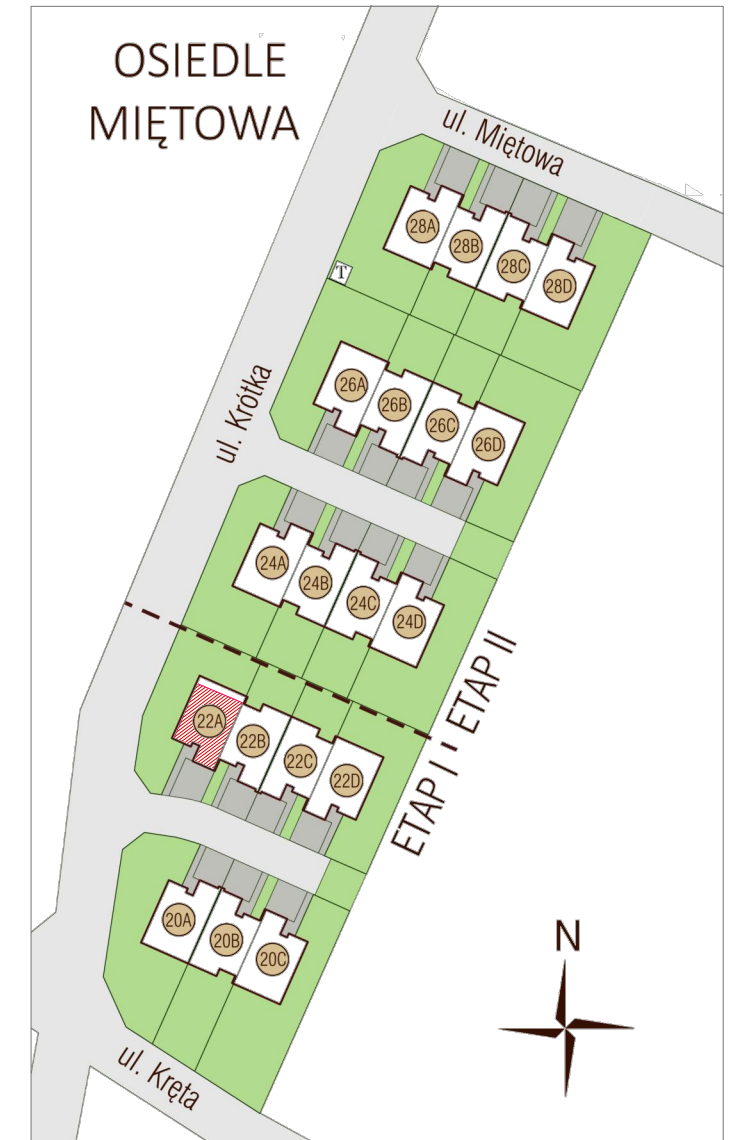 OSIEDLE
MIĘTOWA
ul. Miętowa
28A
28B
28C
28D
T
26A
26B
26C
26D
ul. Krótka
24A
24B
24C
24D
ETAP II
ETAP I
22A
22B
22C
22D
20A
20B
20C
N
ul. Kręta